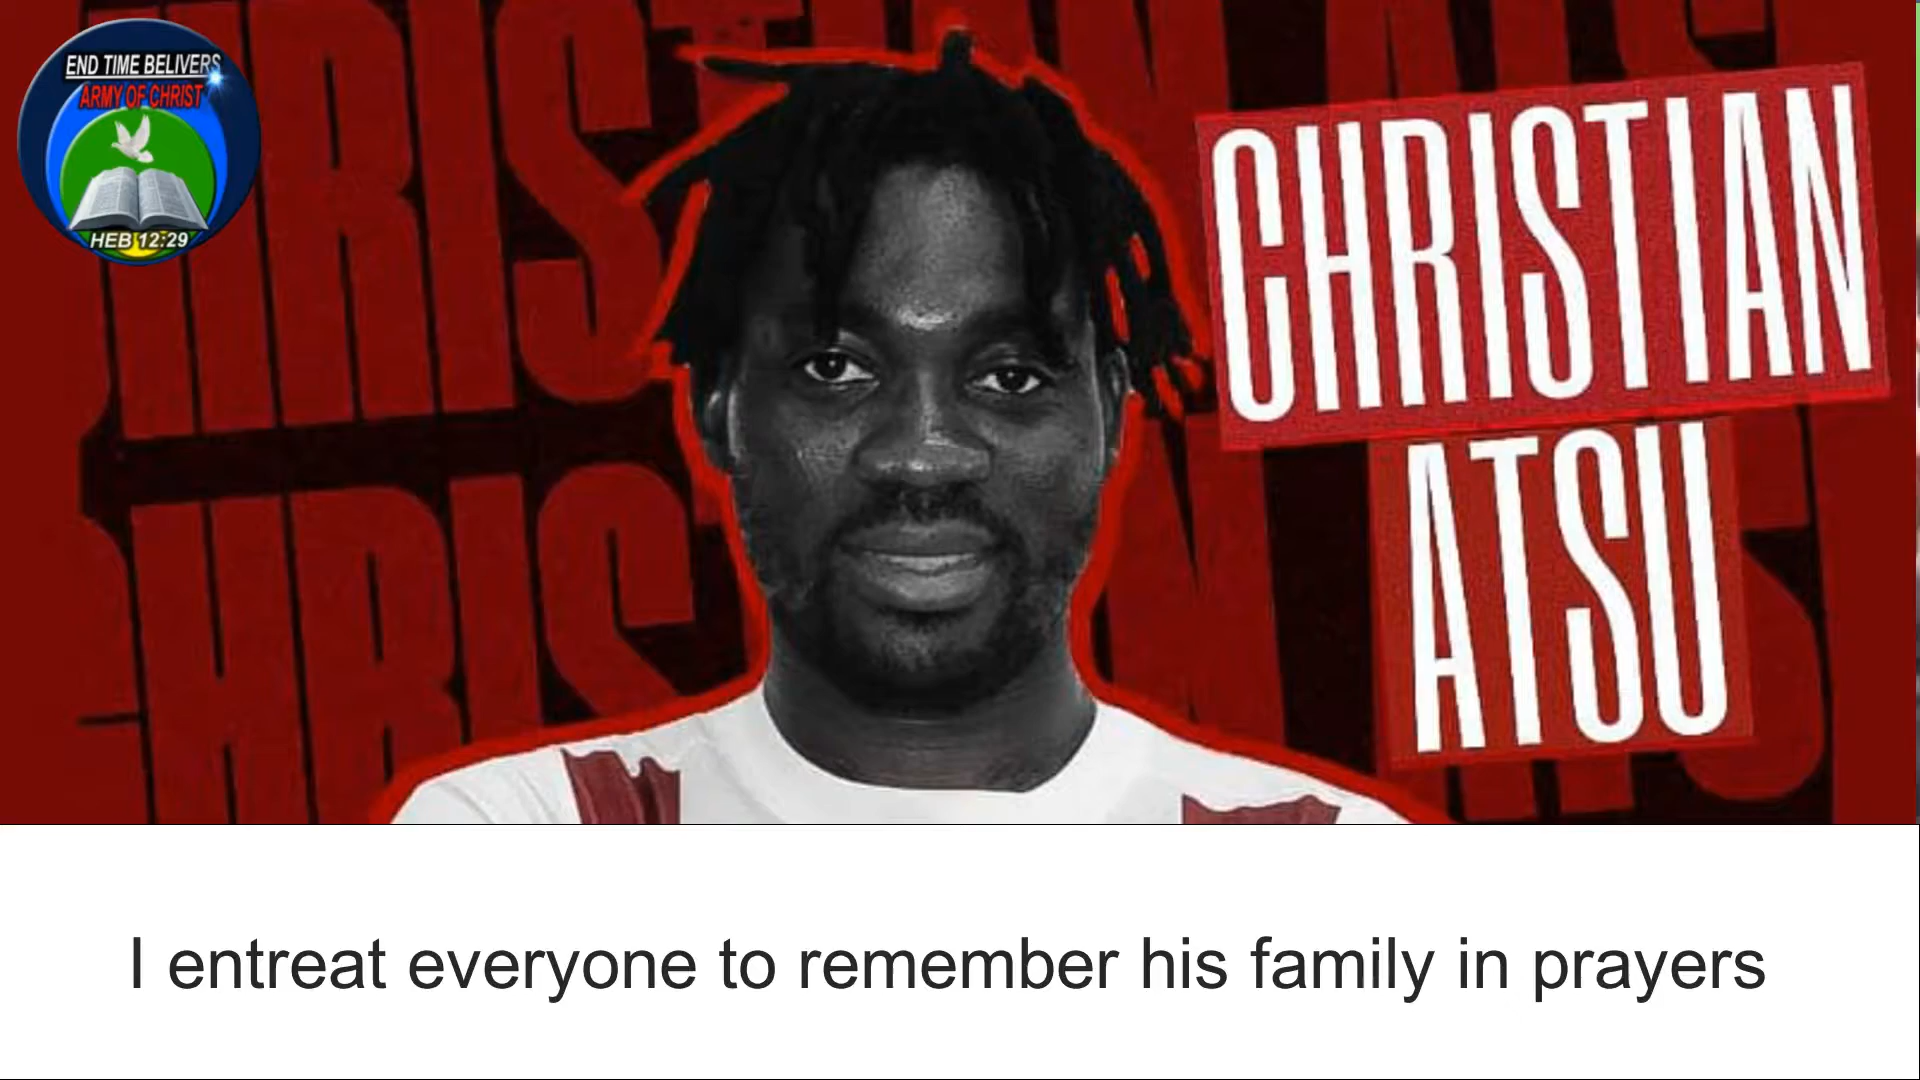 END TIME BELIVERS
ARMY OF CHRIST
HEB 12:29
CHRISTIAN
ATSU
I entreat everyone to remember his family in prayers